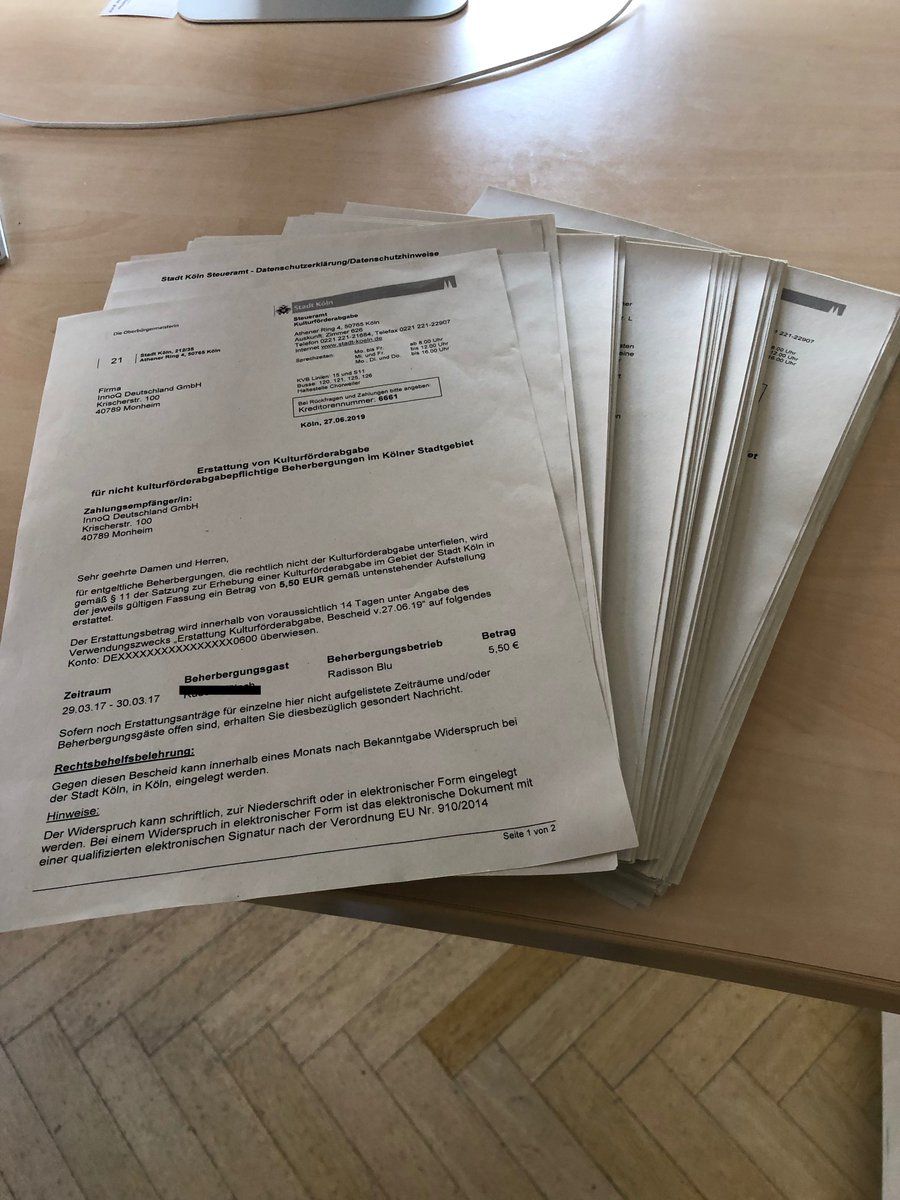 Stadt Köln Steueramt - Datenschutzerklärung/Datenschutzhinweise
Die Oberbürgermeisterin
Stadt Köln
Steueramt
Kulturförderabgabe
Athener Ring 4, 50765 Köln
Auskunft: Zimmer 626
Telefon 0221 221-21684, Telefax 0221 221-22907
Internet www.stadt-koeln.de
Sprechzeiten:
Mo. bis Fr. ab 8.00 Uhr
Mi. und Fr. bis 12.00 Uhr
Mo., Di. und Do. bis 16.00 Uhr
KVB Linien: 15 und S11
Busse: 120, 121, 125, 126
Haltestelle Chorweiler
Bei Rückfragen und Zahlungen bitte angeben:
Kreditorennummer: 6661
Köln, 27.06.2019
21
Stadt Köln, 212/35
Athener Ring 4, 50765 Köln
Firma
InnoQ Deutschland GmbH
Krischerstr. 100
40789 Monheim
Erstattung von Kulturförderabgabe
für nicht kulturförderabgabepflichtige Beherbergungen im Kölner Stadtgebiet
Zahlungsempfänger/in:
InnoQ Deutschland GmbH
Krischerstr. 100
40789 Monheim
Sehr geehrte Damen und Herren,
für entgeltliche Beherbergungen, die rechtlich nicht der Kulturförderabgabe unterfielen, wird
gemäß § 11 der Satzung zur Erhebung einer Kulturförderabgabe im Gebiet der Stadt Köln in
der jeweils gültigen Fassung ein Betrag von 5,50 EUR gemäß untenstehender Aufstellung
erstattet.
Der Erstattungsbetrag wird innerhalb von voraussichtlich 14 Tagen unter Angabe des
Verwendungszwecks „Erstattung Kulturförderabgabe, Bescheid v.27.06.19" auf folgendes
Konto: DEXXXXXXXXXXXXXXXX0600 überwiesen.
Zeitraum Beherbergungsgast Beherbergungsbetrieb Betrag
29.03.17 - 30.03.17 Radisson Blu 5,50 €
Sofern noch Erstattungsanträge für einzelne hier nicht aufgelistete Zeiträume und/oder
Beherbergungsgäste offen sind, erhalten Sie diesbezüglich gesondert Nachricht.
Rechtsbehelfsbelehrung:
Gegen diesen Bescheid kann innerhalb eines Monats nach Bekanntgabe Widerspruch bei
der Stadt Köln, in Köln, eingelegt werden.
Hinweise:
Der Widerspruch kann schriftlich, zur Niederschrift oder in elektronischer Form eingelegt
werden. Bei einem Widerspruch in elektronischer Form ist das elektronische Dokument mit
einer qualifizierten elektronischen Signatur nach der Verordnung EU Nr. 910/2014
Seite 1 von 2
221-22907
8.00 Uhr
12.00 Uhr
16.00 Uhr